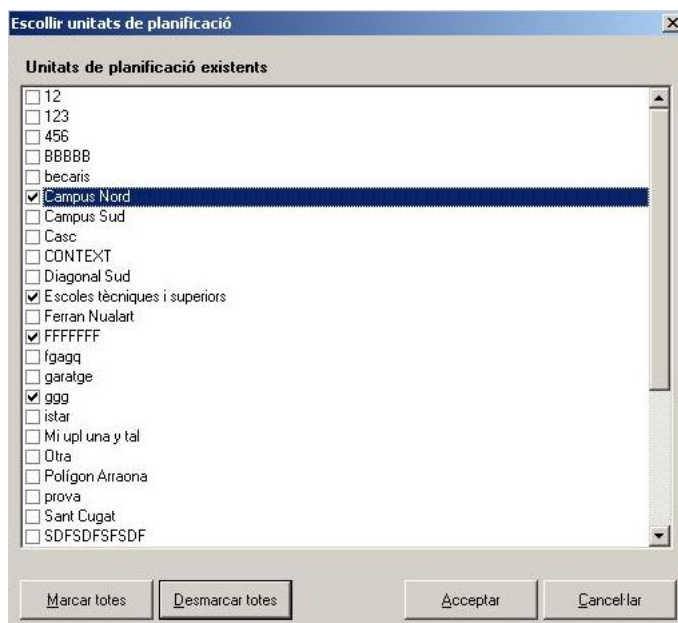 Escollir unitats de planificació
Unitats de planificació existents
12
123
456
BBBBB
becaris
Campus Nord
Campus Sud
Casc
CONTEXT
Diagonal Sud
Escoles tècniques i superiors
Ferran Nualart
FFFFFFF
fgagq
garatge
ggg
istar
Mi upl una y tal
Otra
Polígon Arraona
prova
Sant Cugat
SDFSDFSFSDF
Marcar totes Desmarcar totes Acceptar Cancel·lar